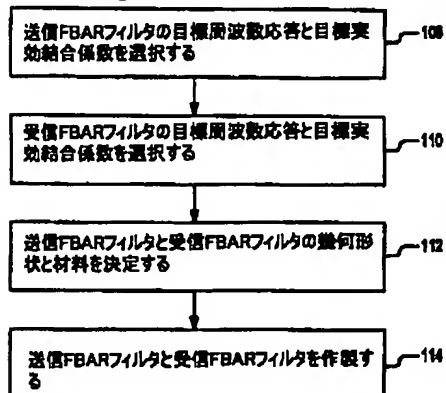 送信FBARフィルタの目標周波数応答と目標実
効結合係数を選択する
108
受信FBARフィルタの目標周波数応答と目標実
効結合係数を選択する
110
送信FBARフィルタと受信FBARフィルタの幾何形
状と材料を決定する
112
送信FBARフィルタと受信FBARフィルタを作製す
る
114